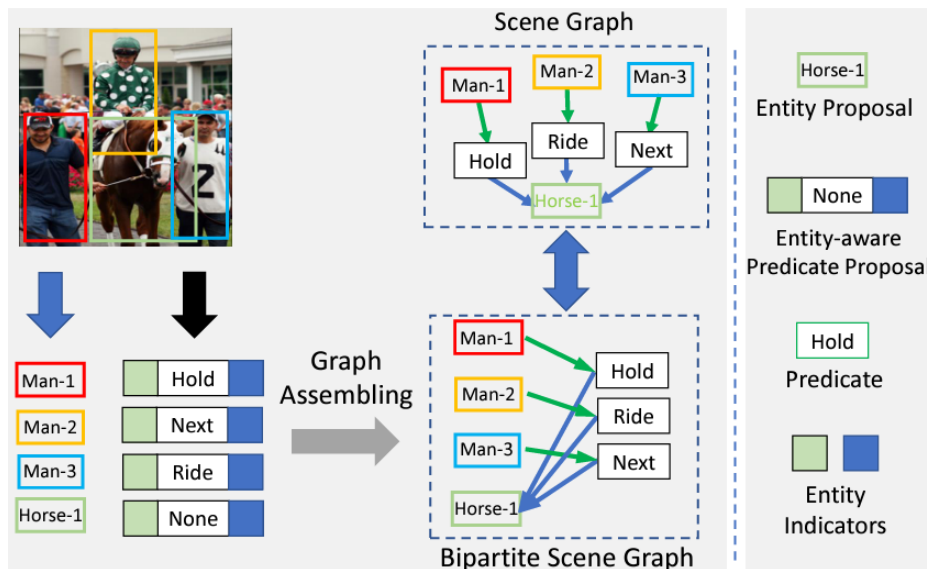 Scene Graph
Man-1
Man-2
Man-3
Hold
Ride
Next
Horse-1
2
Man-1
Man-2
Man-3
Horse-1
Hold
Next
Ride
None
Graph
Assembling
Man-1
Man-2
Man-3
Horse-1
Hold
Ride
Next
Bipartite Scene Graph
Horse-1
Entity Proposal
None
Entity-aware
Predicate Proposal
Hold
Predicate
Entity
Indicators